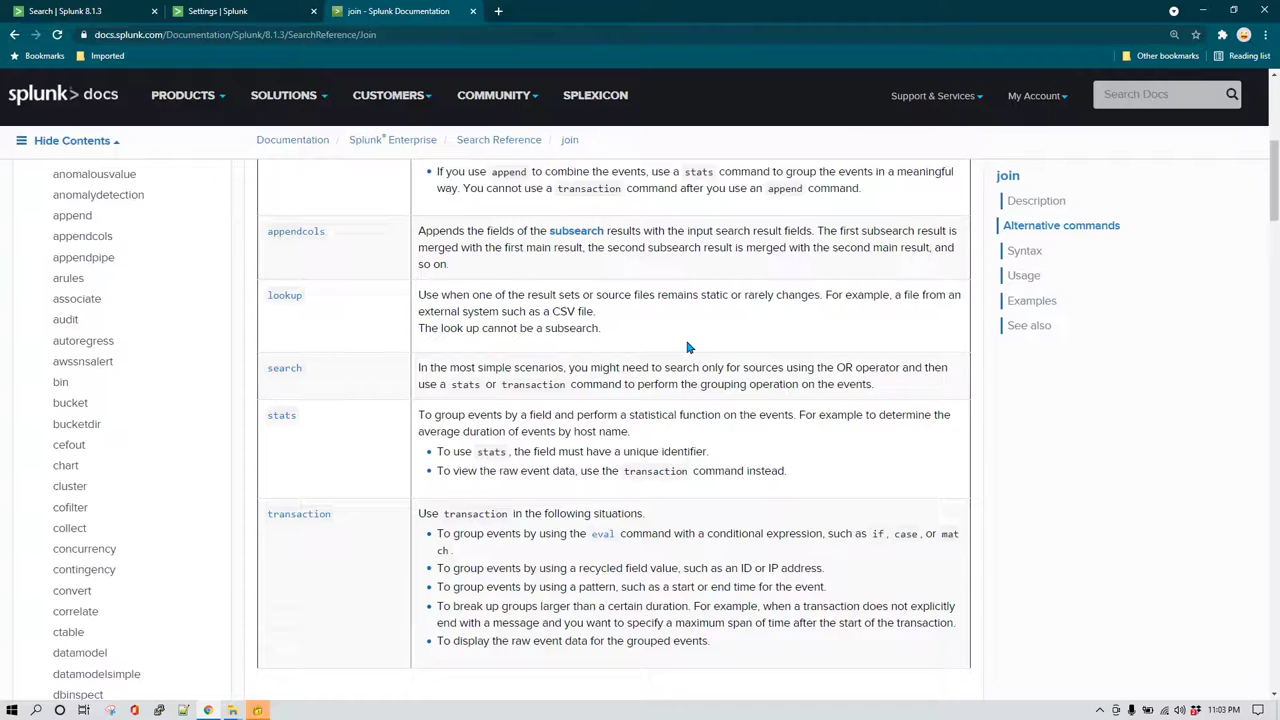 Search | Splunk 8.1.3
Settings | Splunk
join - Splunk Documentation
docs.splunk.com/Documentation/Splunk/8.1.3/SearchReference/Join
Bookmarks
Imported
Other bookmarks
Reading list
splunk> docs
PRODUCTS
SOLUTIONS
CUSTOMERS
COMMUNITY
SPLEXICON
Support & Services
My Account
Search Docs
Hide Contents
Documentation / Splunk® Enterprise / Search Reference / join
anomalousvalue
anomalydetection
append
appendcols
appendpipe
arules
associate
audit
autoregress
awssnsalert
bin
bucket
bucketdir
cefout
chart
cluster
cofilter
collect
concurrency
contingency
convert
correlate
ctable
datamodel
datamodelsimple
dbinspect
• If you use append to combine the events, use a stats command to group the events in a meaningful
way. You cannot use a transaction command after you use an append command.
appendcols
Appends the fields of the subsearch results with the input search result fields. The first subsearch result is
merged with the first main result, the second subsearch result is merged with the second main result, and
so on.
lookup
Use when one of the result sets or source files remains static or rarely changes. For example, a file from an
external system such as a CSV file.
The look up cannot be a subsearch.
search
In the most simple scenarios, you might need to search only for sources using the OR operator and then
use a stats or transaction command to perform the grouping operation on the events.
stats
To group events by a field and perform a statistical function on the events. For example to determine the
average duration of events by host name.
• To use stats, the field must have a unique identifier.
• To view the raw event data, use the transaction command instead.
transaction
Use transaction in the following situations.
• To group events by using the eval command with a conditional expression, such as if, case, or mat
ch.
• To group events by using a recycled field value, such as an ID or IP address.
• To group events by using a pattern, such as a start or end time for the event.
• To break up groups larger than a certain duration. For example, when a transaction does not explicitly
end with a message and you want to specify a maximum span of time after the start of the transaction.
• To display the raw event data for the grouped events.
join
Description
Alternative commands
Syntax
Usage
Examples
See also
11:03 PM